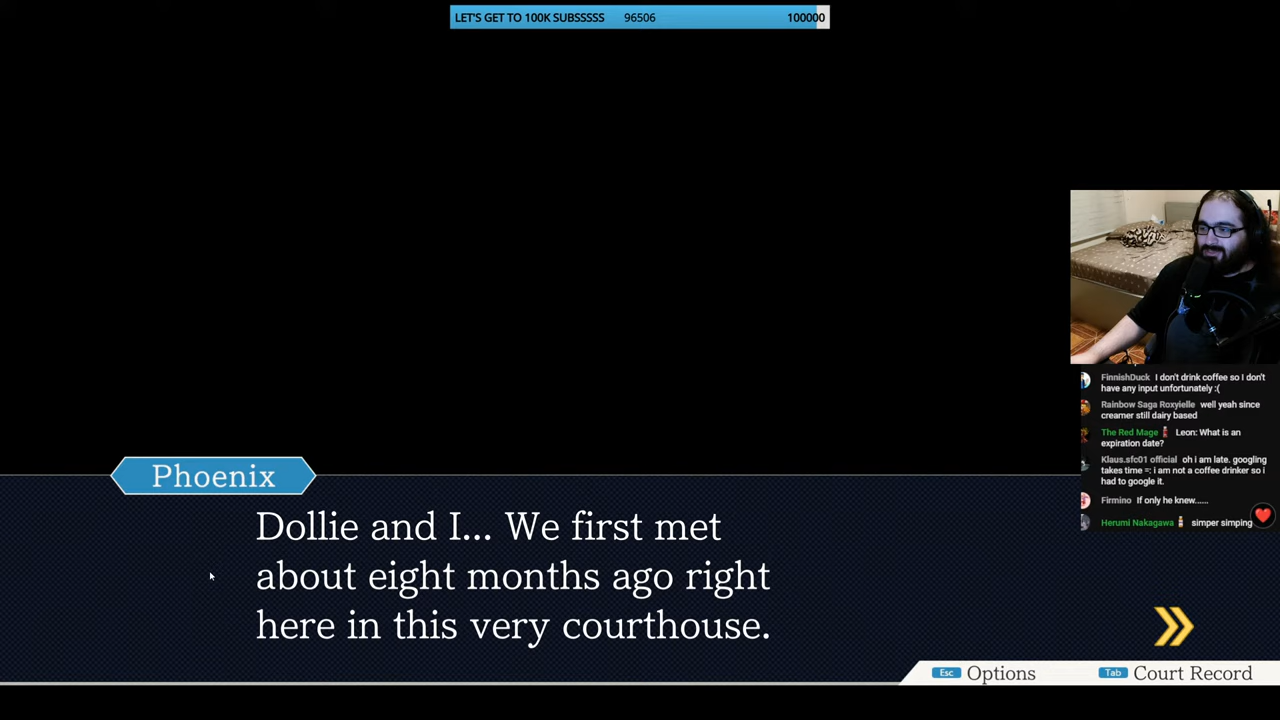 LET'S GET TO 100K SUBSSSSS 96506 100000
FinnishDuck I don't drink coffee so I don't
have any input unfortunately :(
Rainbow Saga Roxyielle well yeah since
creamer still dairy based
The Red Mage Leon: What is an
expiration date?
Klaus.sfc01 official oh i am late. googling
takes time =; i am not a coffee drinker so i
had to google it.
Firmino If only he knew......
Herumi Nakagawa simper simping
Phoenix
Dollie and I... We first met
about eight months ago right
here in this very courthouse.
Esc Options Tab Court Record